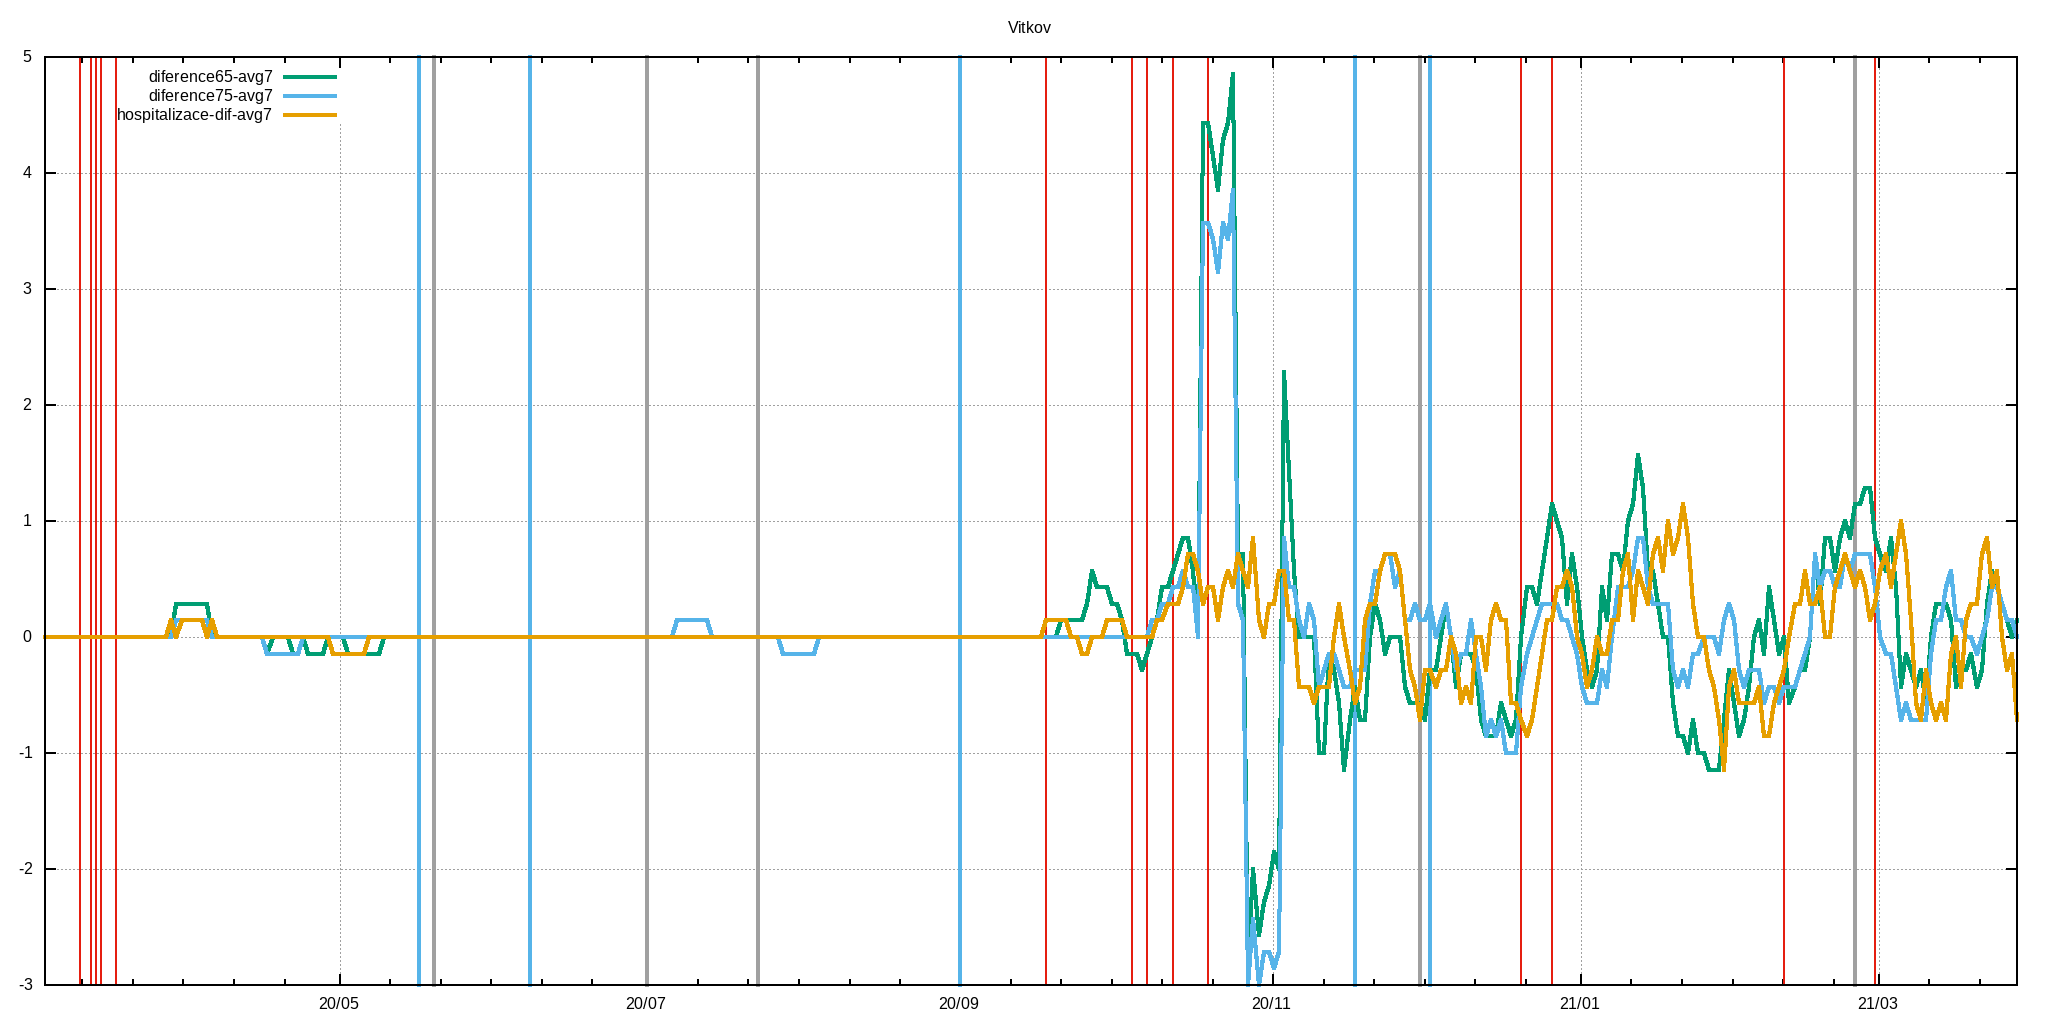 Vitkov
5
diference65-avg7
diference75-avg7
hospitalizace-dif-avg7
4
3
2
1
0
-1
-2
-3
20/05 20/07 20/09 20/11 21/01 21/03